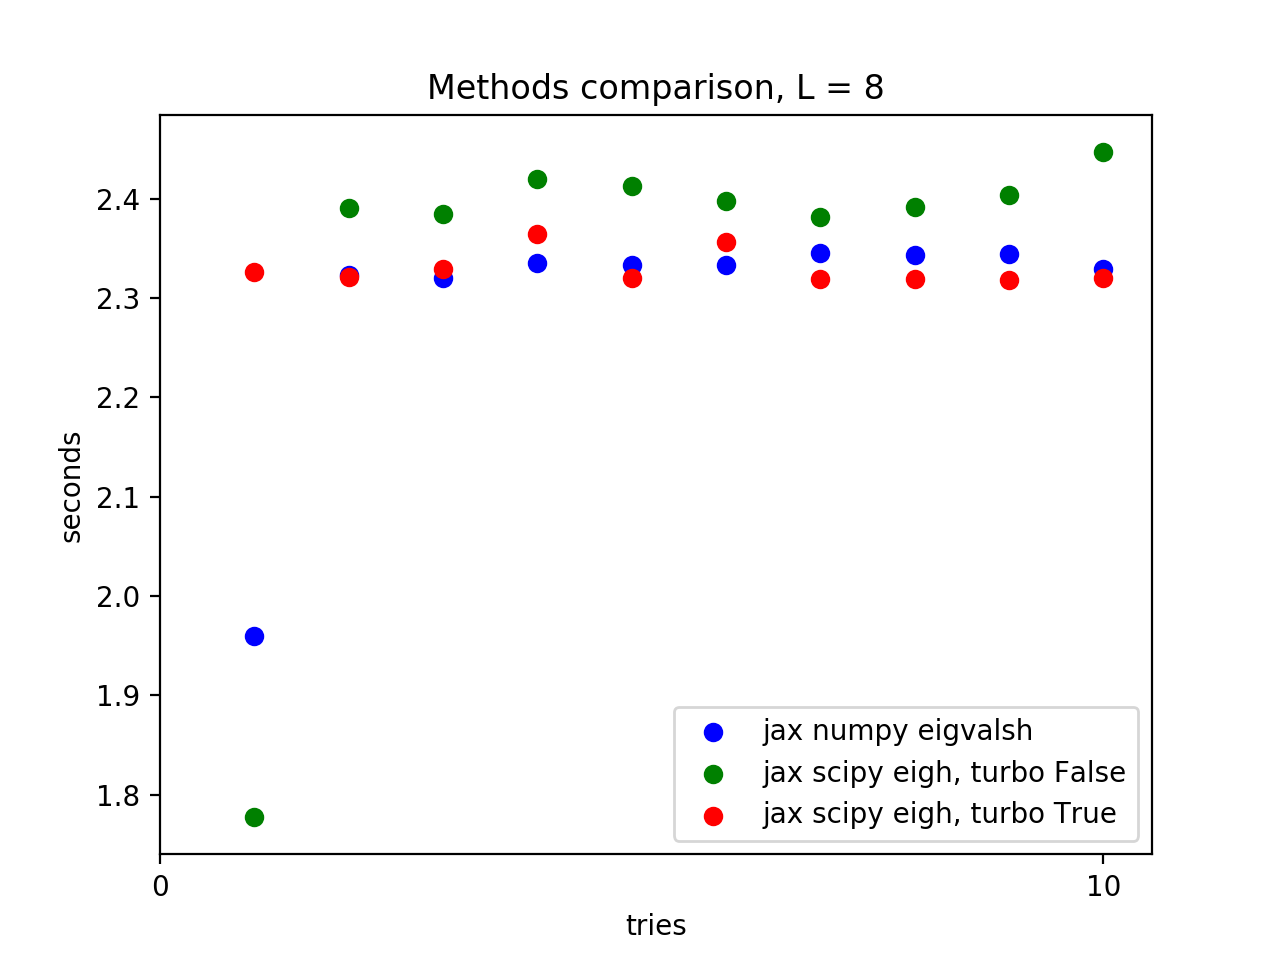 Methods comparison, L = 8
seconds
2.4
2.3
2.2
2.1
2.0
1.9
1.8
jax numpy eigvalsh
jax scipy eigh, turbo False
jax scipy eigh, turbo True
0 10
tries